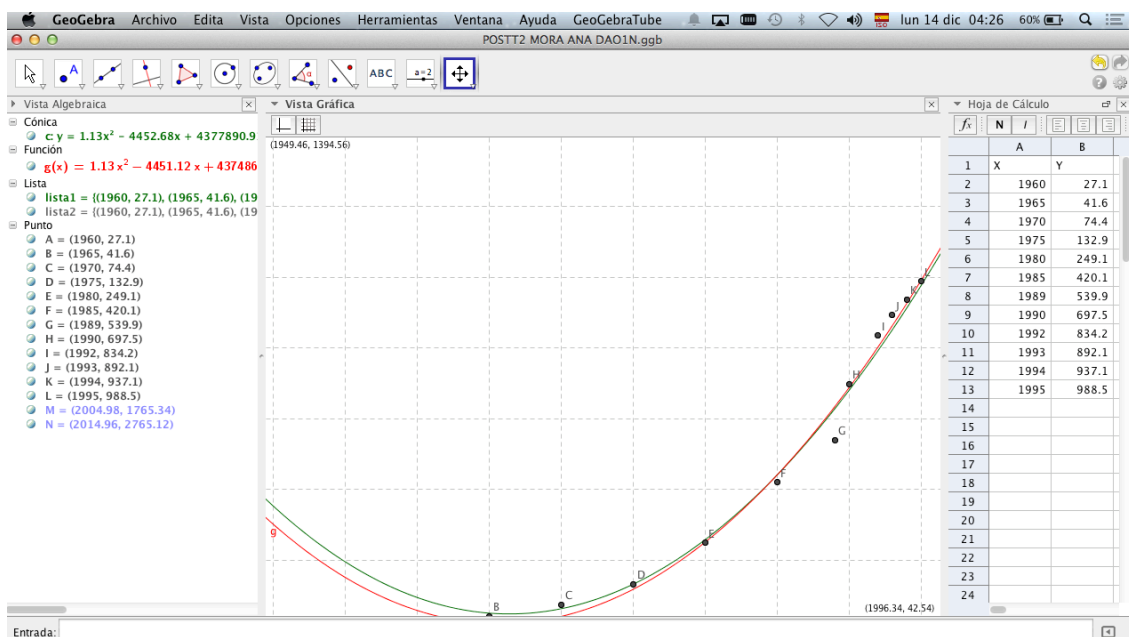 GeoGebra Archivo Edita Vista Opciones Herramientas Ventana Ayuda GeoGebraTube lun 14 dic 04:26 60%
POSTT2 MORA ANA DAO1N.ggb
A ABC a=2
Vista Algebraica
Cónica
c: y = 1.13x² − 4452.68x + 4377890.9
Función
g(x) = 1.13 x² − 4451.12 x + 437486
Lista
lista1 = {(1960, 27.1), (1965, 41.6), (19
lista2 = {(1960, 27.1), (1965, 41.6), (19
Punto
A = (1960, 27.1)
B = (1965, 41.6)
C = (1970, 74.4)
D = (1975, 132.9)
E = (1980, 249.1)
F = (1985, 420.1)
G = (1989, 539.9)
H = (1990, 697.5)
I = (1992, 834.2)
J = (1993, 892.1)
K = (1994, 937.1)
L = (1995, 988.5)
M = (2004.98, 1765.34)
N = (2014.96, 2765.12)
Vista Gráfica
(1949.46, 1394.56)
L
K
J
I
H
G
F
E
g
D
C
B
(1996.34, 42.54)
Hoja de Cálculo
fx N I
A B
1 X Y
2 1960 27.1
3 1965 41.6
4 1970 74.4
5 1975 132.9
6 1980 249.1
7 1985 420.1
8 1989 539.9
9 1990 697.5
10 1992 834.2
11 1993 892.1
12 1994 937.1
13 1995 988.5
14
15
16
17
18
19
20
21
22
23
24
Entrada: